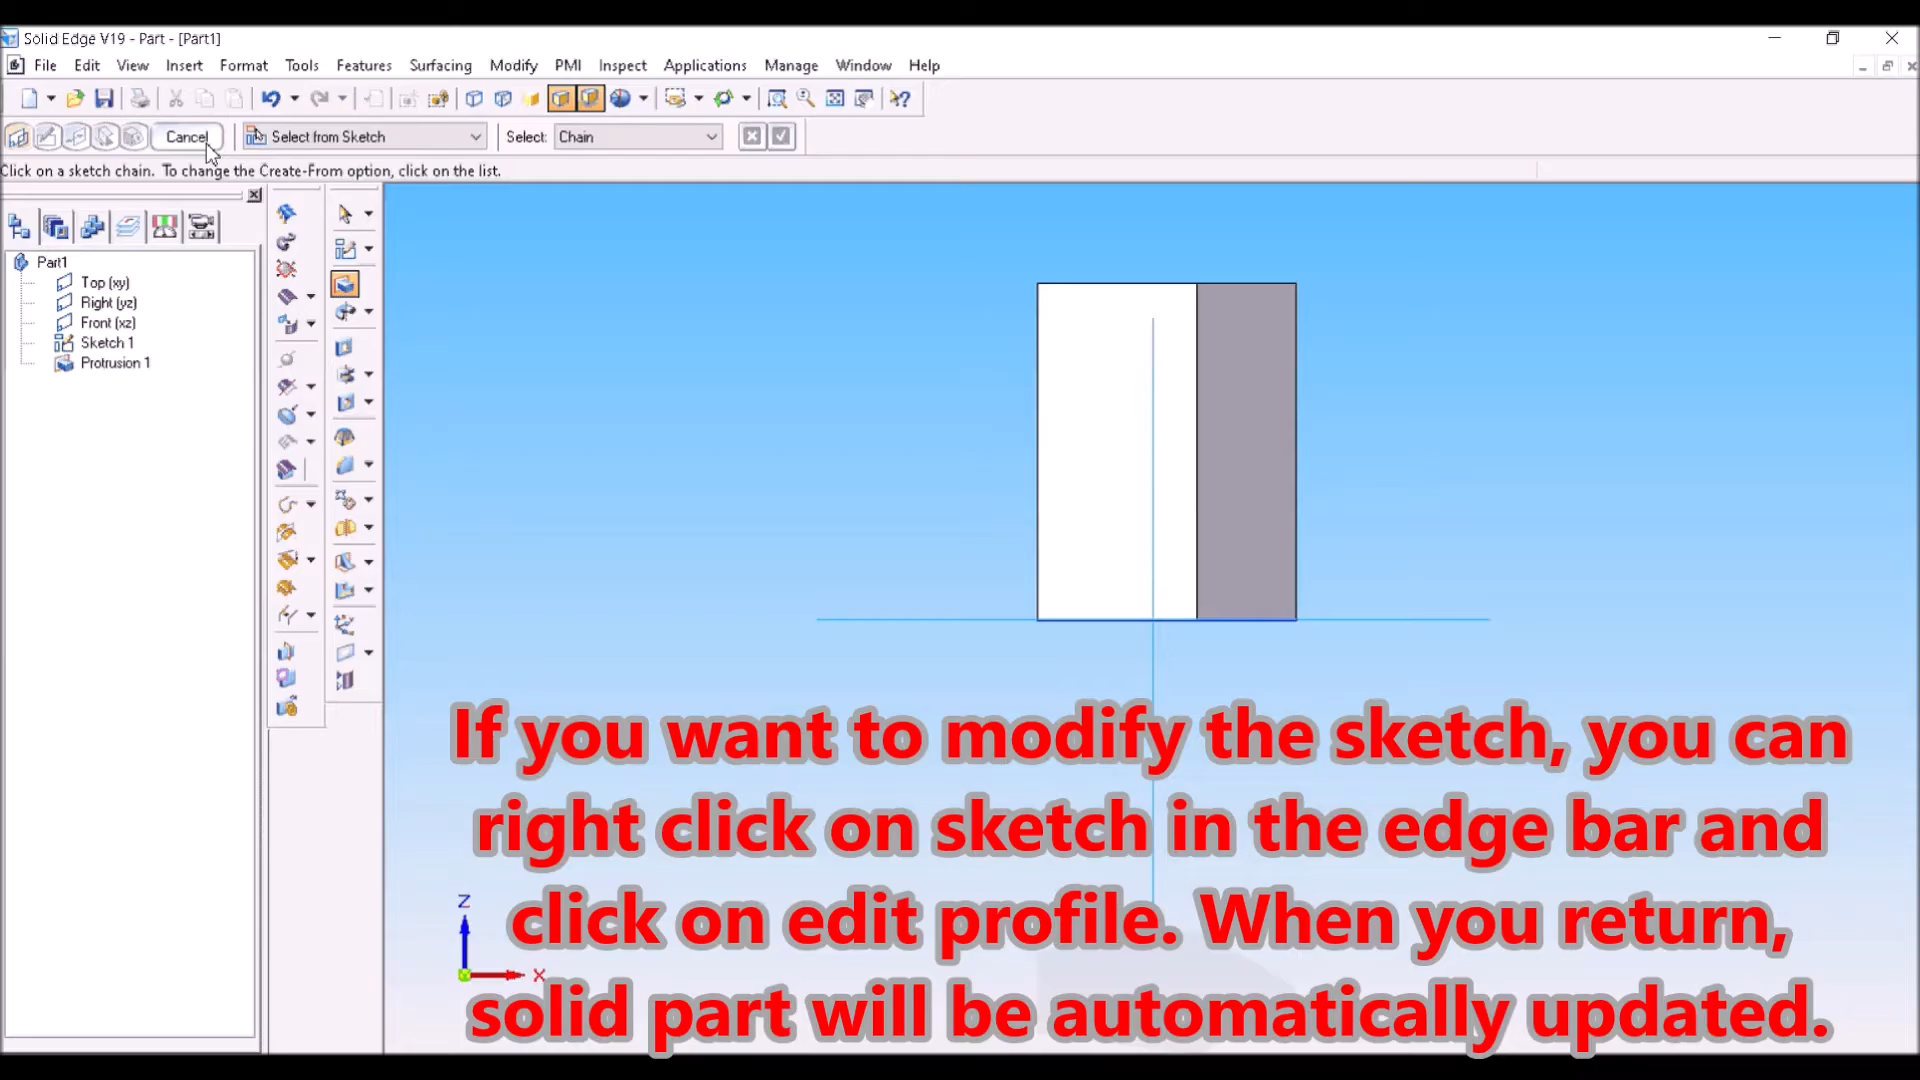 Solid Edge V19 - Part - [Part1]
File Edit View Insert Format Tools Features Surfacing Modify PMI Inspect Applications Manage Window Help
Cancel Select from Sketch Select: Chain
Click on a sketch chain. To change the Create-From option, click on the list.
Part1
Top (xy)
Right (yz)
Front (xz)
Sketch 1
Protrusion 1
If you want to modify the sketch, you can
right click on sketch in the edge bar and
click on edit profile. When you return,
solid part will be automatically updated.
Z
X